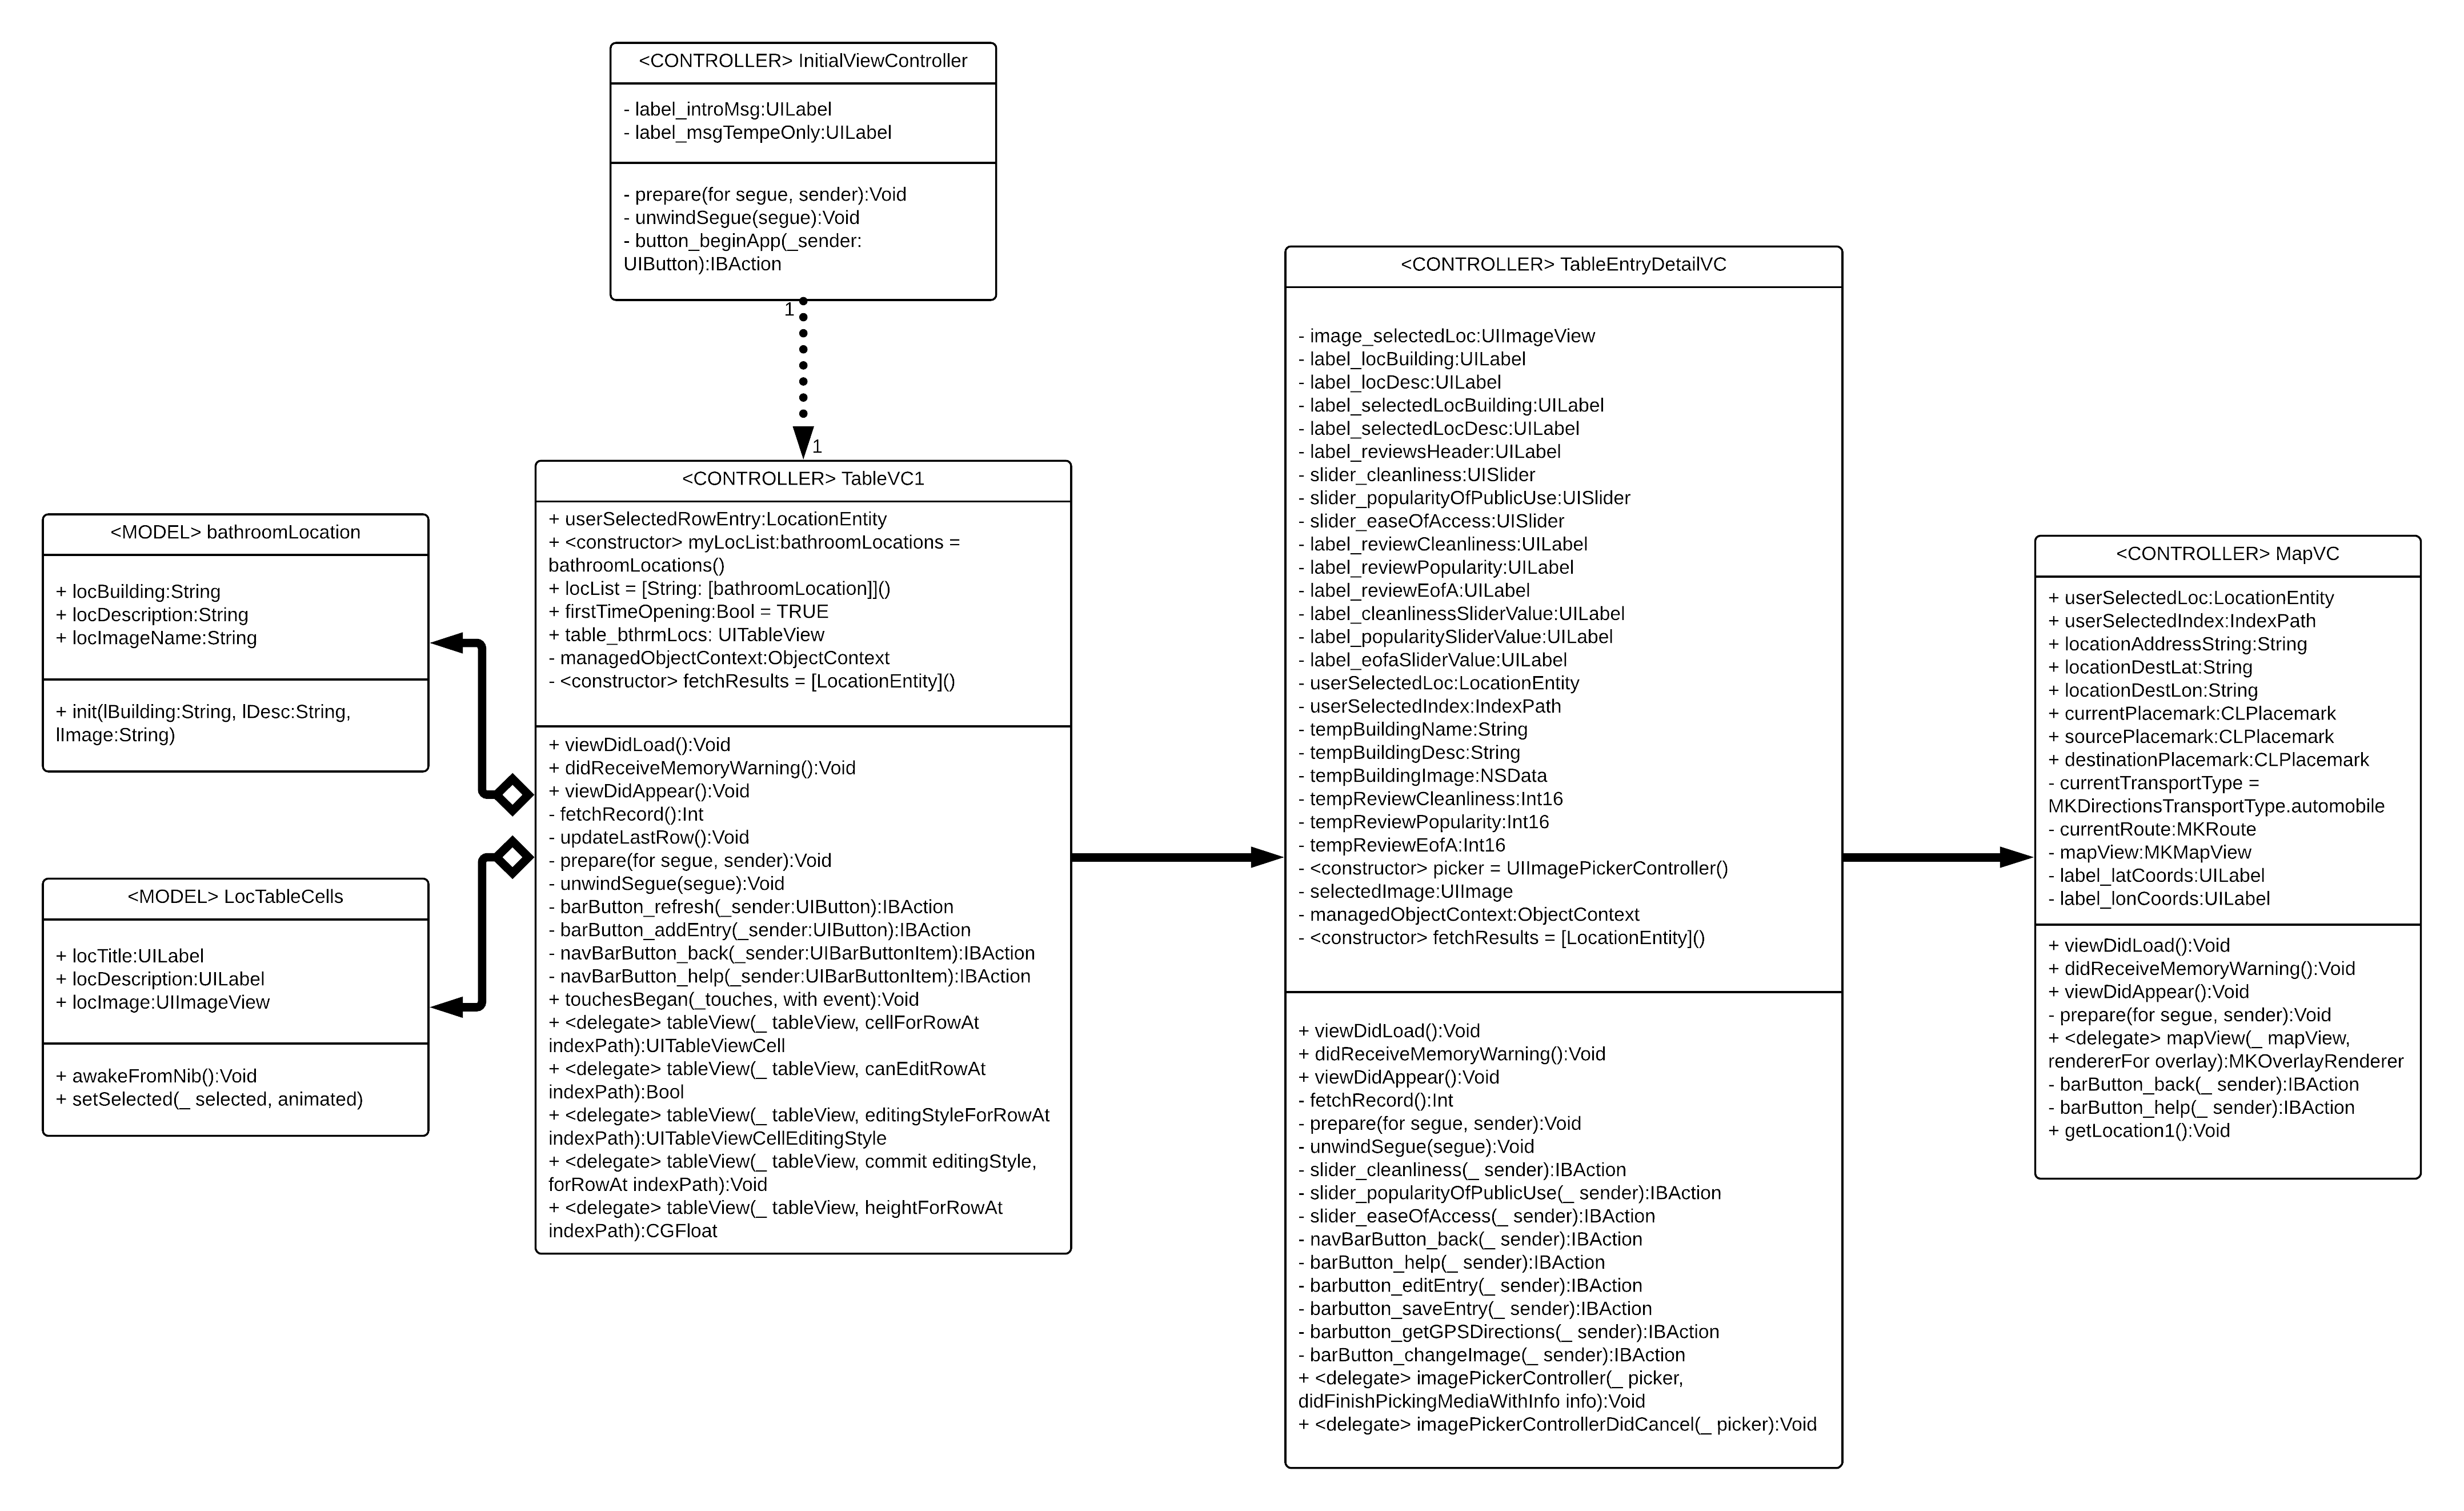 <CONTROLLER> InitialViewController
- label_introMsg:UILabel
- label_msgTempeOnly:UILabel
- prepare(for segue, sender):Void
- unwindSegue(segue):Void
- button_beginApp(_sender:
UIButton):IBAction
1
1
<MODEL> bathroomLocation
+ locBuilding:String
+ locDescription:String
+ locImageName:String
+ init(lBuilding:String, lDesc:String,
lImage:String)
<MODEL> LocTableCells
+ locTitle:UILabel
+ locDescription:UILabel
+ locImage:UIImageView
+ awakeFromNib():Void
+ setSelected(_ selected, animated)
<CONTROLLER> TableVC1
+ userSelectedRowEntry:LocationEntity
+ <constructor> myLocList:bathroomLocations =
bathroomLocations()
+ locList = [String: [bathroomLocation]]()
+ firstTimeOpening:Bool = TRUE
+ table_bthrmLocs: UITableView
- managedObjectContext:ObjectContext
- <constructor> fetchResults = [LocationEntity]()
+ viewDidLoad():Void
+ didReceiveMemoryWarning():Void
+ viewDidAppear():Void
- fetchRecord():Int
- updateLastRow():Void
- prepare(for segue, sender):Void
- unwindSegue(segue):Void
- barButton_refresh(_sender:UIButton):IBAction
- barButton_addEntry(_sender:UIButton):IBAction
- navBarButton_back(_sender:UIBarButtonItem):IBAction
- navBarButton_help(_sender:UIBarButtonItem):IBAction
+ touchesBegan(_touches, with event):Void
+ <delegate> tableView(_ tableView, cellForRowAt
indexPath):UITableViewCell
+ <delegate> tableView(_ tableView, canEditRowAt
indexPath):Bool
+ <delegate> tableView(_ tableView, editingStyleForRowAt
indexPath):UITableViewCellEditingStyle
+ <delegate> tableView(_ tableView, commit editingStyle,
forRowAt indexPath):Void
+ <delegate> tableView(_ tableView, heightForRowAt
indexPath):CGFloat
<CONTROLLER> TableEntryDetailVC
- image_selectedLoc:UIImageView
- label_locBuilding:UILabel
- label_locDesc:UILabel
- label_selectedLocBuilding:UILabel
- label_selectedLocDesc:UILabel
- label_reviewsHeader:UILabel
- slider_cleanliness:UISlider
- slider_popularityOfPublicUse:UISlider
- slider_easeOfAccess:UISlider
- label_reviewCleanliness:UILabel
- label_reviewPopularity:UILabel
- label_reviewEofA:UILabel
- label_cleanlinessSliderValue:UILabel
- label_popularitySliderValue:UILabel
- label_eofaSliderValue:UILabel
- userSelectedLoc:LocationEntity
- userSelectedIndex:IndexPath
- tempBuildingName:String
- tempBuildingDesc:String
- tempBuildingImage:NSData
- tempReviewCleanliness:Int16
- tempReviewPopularity:Int16
- tempReviewEofA:Int16
- <constructor> picker = UIImagePickerController()
- selectedImage:UIImage
- managedObjectContext:ObjectContext
- <constructor> fetchResults = [LocationEntity]()
+ viewDidLoad():Void
+ didReceiveMemoryWarning():Void
+ viewDidAppear():Void
- fetchRecord():Int
- prepare(for segue, sender):Void
- unwindSegue(segue):Void
- slider_cleanliness(_ sender):IBAction
- slider_popularityOfPublicUse(_ sender):IBAction
- slider_easeOfAccess(_ sender):IBAction
- navBarButton_back(_ sender):IBAction
- barButton_help(_ sender):IBAction
- barbutton_editEntry(_ sender):IBAction
- barbutton_saveEntry(_ sender):IBAction
- barbutton_getGPSDirections(_ sender):IBAction
- barButton_changeImage(_ sender):IBAction
+ <delegate> imagePickerController(_ picker,
didFinishPickingMediaWithInfo info):Void
+ <delegate> imagePickerControllerDidCancel(_ picker):Void
<CONTROLLER> MapVC
+ userSelectedLoc:LocationEntity
+ userSelectedIndex:IndexPath
+ locationAddressString:String
+ locationDestLat:String
+ locationDestLon:String
+ currentPlacemark:CLPlacemark
+ sourcePlacemark:CLPlacemark
+ destinationPlacemark:CLPlacemark
- currentTransportType =
MKDirectionsTransportType.automobile
- currentRoute:MKRoute
- mapView:MKMapView
- label_latCoords:UILabel
- label_lonCoords:UILabel
+ viewDidLoad():Void
+ didReceiveMemoryWarning():Void
+ viewDidAppear():Void
- prepare(for segue, sender):Void
+ <delegate> mapView(_ mapView,
rendererFor overlay):MKOverlayRenderer
- barButton_back(_ sender):IBAction
- barButton_help(_ sender):IBAction
+ getLocation1():Void